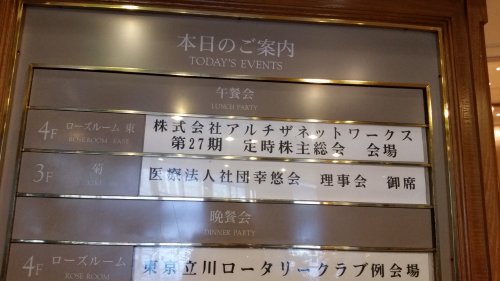 本日のご案内
TODAY'S EVENTS
午餐会
LUNCH PARTY
4F ローズルーム 東 株式会社アルチザネットワークス
ROSE ROOM EAST 第27期 定時株主総会 会場
3F 菊 医療法人社団幸悠会 理事会 御席
KIKU
晩餐会
DINNER PARTY
4F ローズルーム 東京立川ロータリークラブ例会場
ROSE ROOM